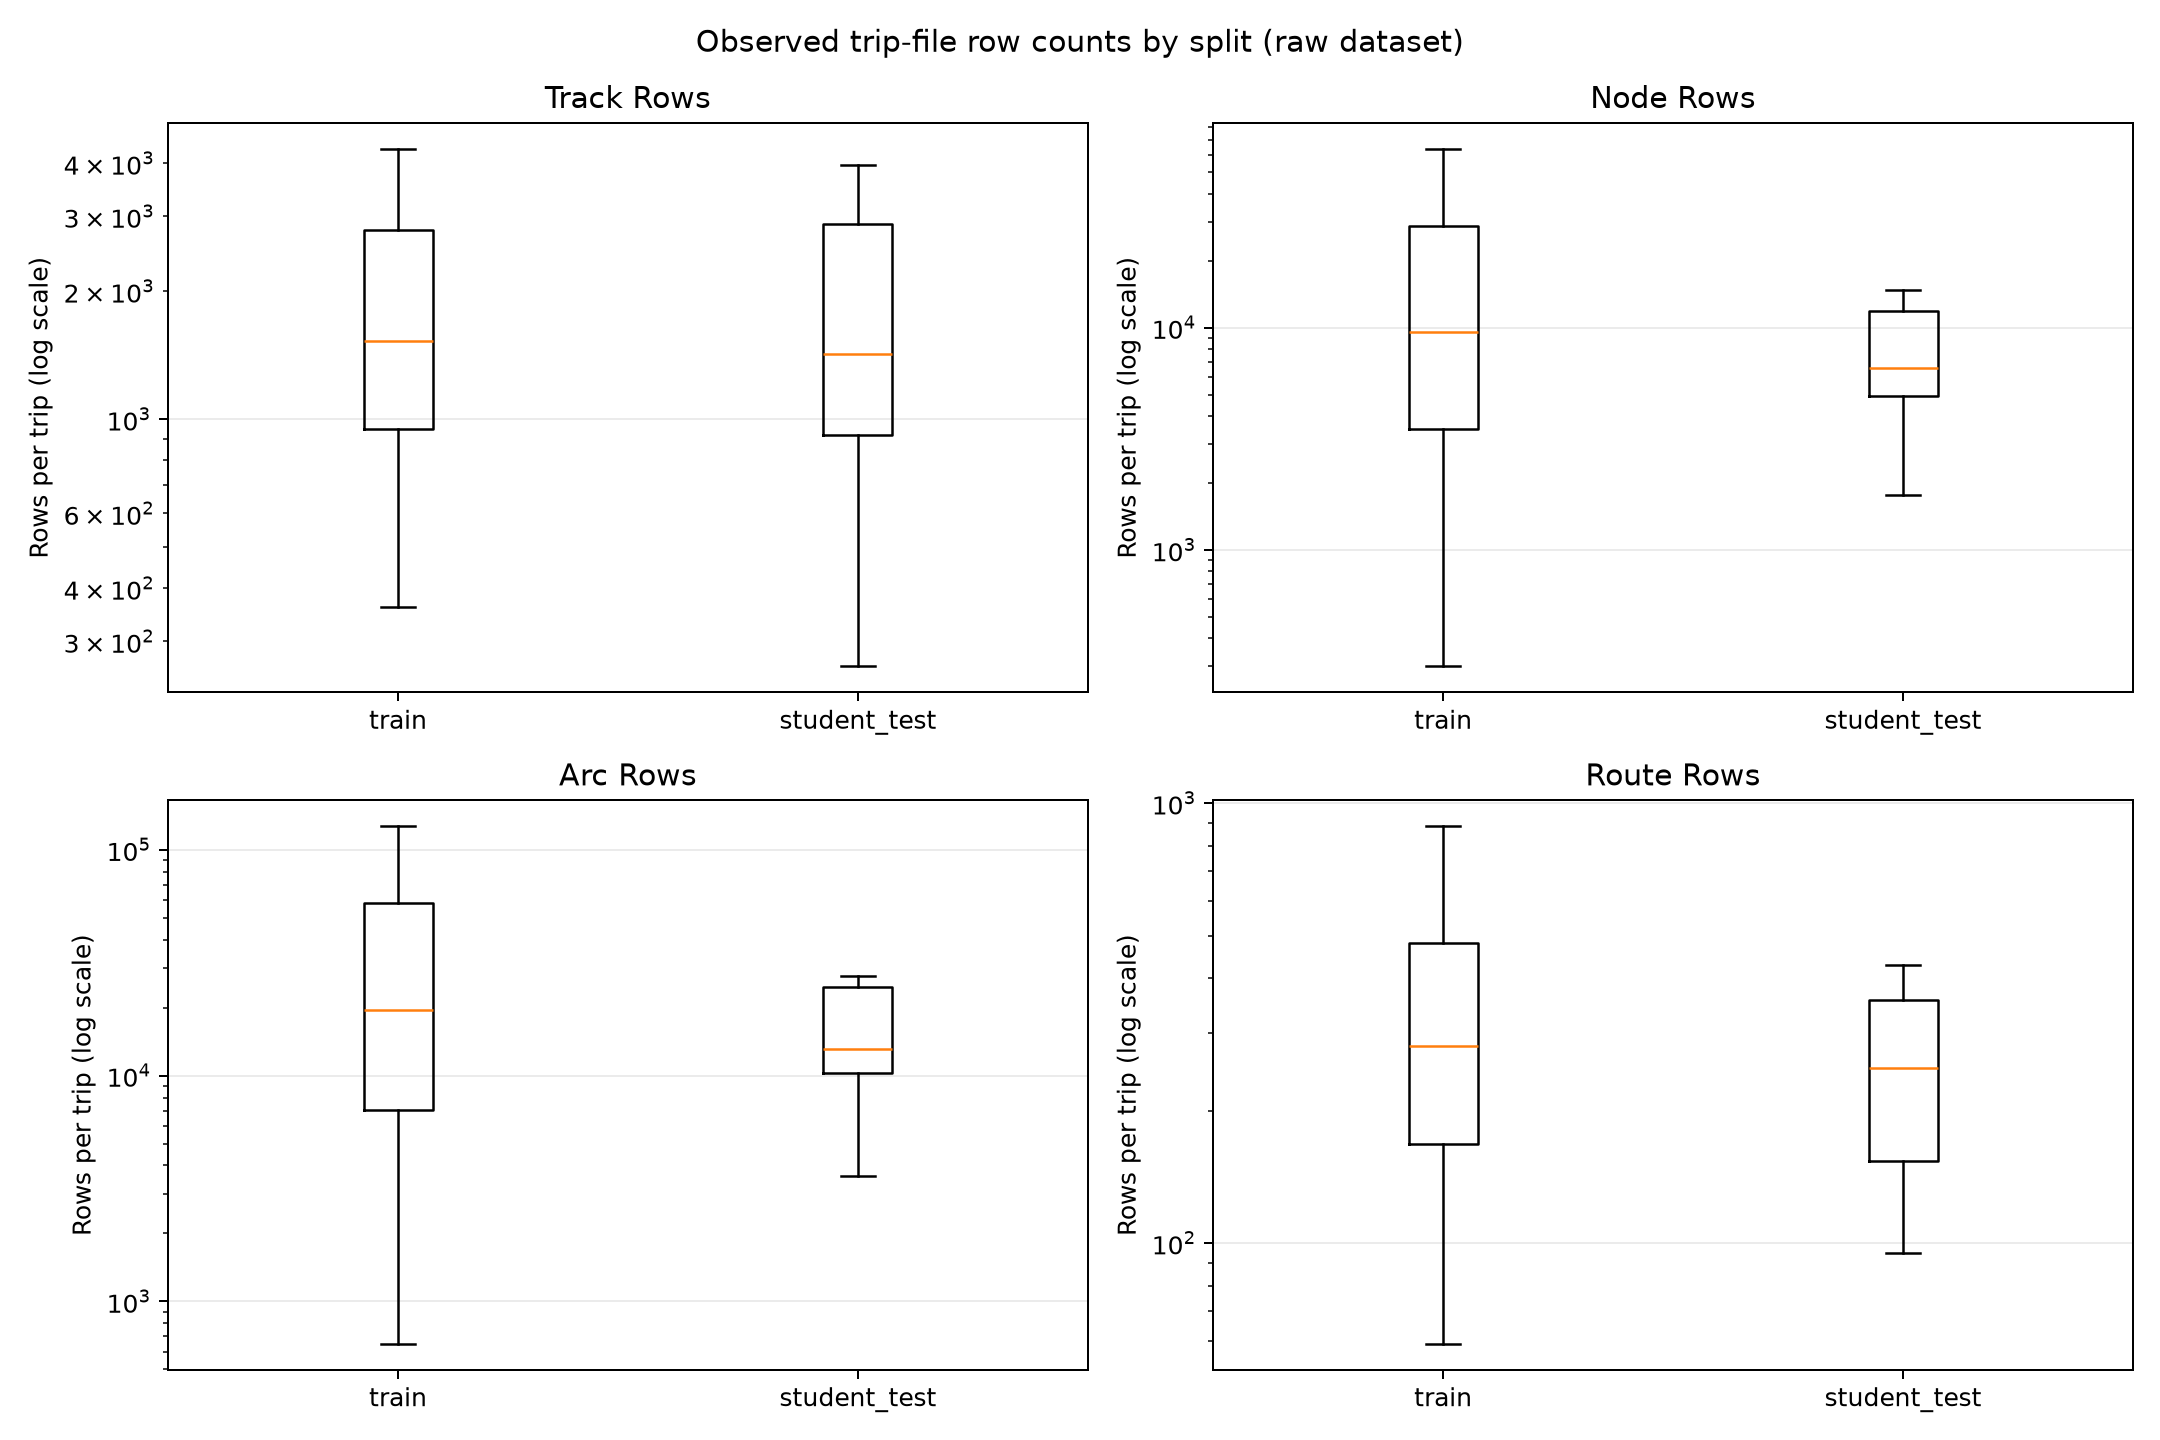 Observed trip-file row counts by split (raw dataset)
Track Rows
Rows per trip (log scale)
4 × 10³
3 × 10³
2 × 10³
10³
6 × 10²
4 × 10²
3 × 10²
train student_test
Node Rows
Rows per trip (log scale)
10⁴
10³
train student_test
Arc Rows
Rows per trip (log scale)
10⁵
10⁴
10³
train student_test
Route Rows
Rows per trip (log scale)
10³
10²
train student_test